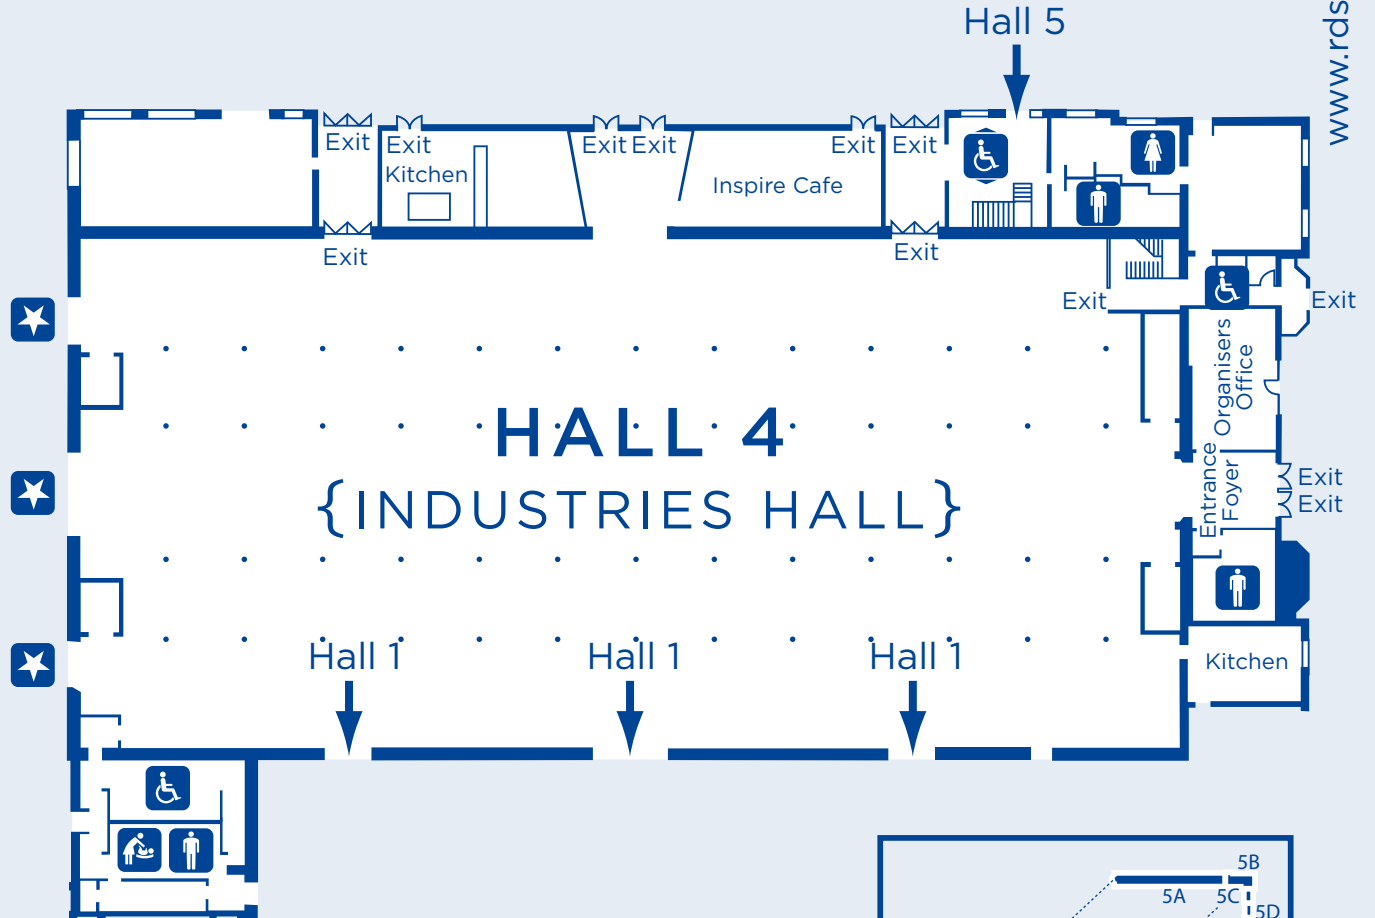 Hall 5
www.rds
Exit
Exit
Exit
Exit
Exit
Exit
Kitchen
Inspire Cafe
Exit
Exit
Exit
Exit
Organisers
Office
HALL 4
{INDUSTRIES HALL}
Entrance
Foyer
Exit
Exit
Hall 1
Hall 1
Hall 1
Kitchen
5B
5A
5C
5D